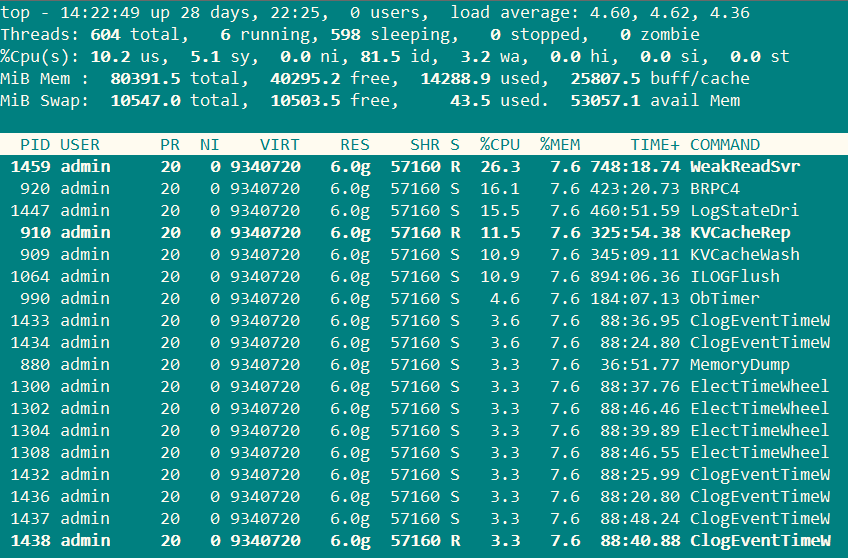 top - 14:22:49 up 28 days, 22:25,  0 users,  load average: 4.60, 4.62, 4.36
Threads: 604 total,   6 running, 598 sleeping,   0 stopped,   0 zombie
%Cpu(s): 10.2 us,  5.1 sy,  0.0 ni, 81.5 id,  3.2 wa,  0.0 hi,  0.0 si,  0.0 st
MiB Mem :  80391.5 total,  40295.2 free,  14288.9 used,  25807.5 buff/cache
MiB Swap:  10547.0 total,  10503.5 free,     43.5 used.  53057.1 avail Mem
  PID USER      PR  NI    VIRT    RES    SHR S  %CPU  %MEM     TIME+ COMMAND
 1459 admin     20   0 9340720   6.0g  57160 R  26.3   7.6 748:18.74 WeakReadSvr
  920 admin     20   0 9340720   6.0g  57160 S  16.1   7.6 423:20.73 BRPC4
 1447 admin     20   0 9340720   6.0g  57160 S  15.5   7.6 460:51.59 LogStateDri
  910 admin     20   0 9340720   6.0g  57160 R  11.5   7.6 325:54.38 KVCacheRep
  909 admin     20   0 9340720   6.0g  57160 S  10.9   7.6 345:09.11 KVCacheWash
 1064 admin     20   0 9340720   6.0g  57160 S  10.9   7.6 894:06.36 ILOGFlush
  990 admin     20   0 9340720   6.0g  57160 S   4.6   7.6 184:07.13 ObTimer
 1433 admin     20   0 9340720   6.0g  57160 S   3.6   7.6  88:36.95 ClogEventTimeW
 1434 admin     20   0 9340720   6.0g  57160 S   3.6   7.6  88:24.80 ClogEventTimeW
  880 admin     20   0 9340720   6.0g  57160 S   3.3   7.6  36:51.77 MemoryDump
 1300 admin     20   0 9340720   6.0g  57160 S   3.3   7.6  88:37.76 ElectTimeWheel
 1302 admin     20   0 9340720   6.0g  57160 S   3.3   7.6  88:46.46 ElectTimeWheel
 1304 admin     20   0 9340720   6.0g  57160 S   3.3   7.6  88:39.89 ElectTimeWheel
 1308 admin     20   0 9340720   6.0g  57160 S   3.3   7.6  88:46.55 ElectTimeWheel
 1432 admin     20   0 9340720   6.0g  57160 S   3.3   7.6  88:25.99 ClogEventTimeW
 1436 admin     20   0 9340720   6.0g  57160 S   3.3   7.6  88:20.80 ClogEventTimeW
 1437 admin     20   0 9340720   6.0g  57160 S   3.3   7.6  88:48.24 ClogEventTimeW
 1438 admin     20   0 9340720   6.0g  57160 R   3.3   7.6  88:40.88 ClogEventTimeW